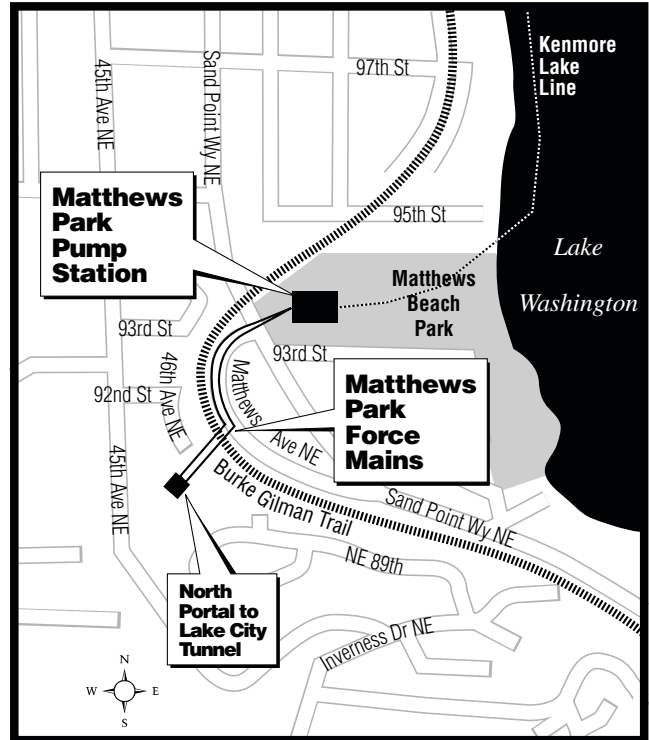 Kenmore
Lake
Line
45th Ave NE
Sand Point Wy NE
97th St
Matthews
Park
Pump
Station
95th St
Lake
Washington
Matthews
Beach
Park
93rd St
93rd St
46th Ave NE
92nd St
Matthews
Ave NE
Matthews
Park
Force
Mains
45th Ave NE
Burke Gilman Trail
Sand Point Wy NE
NE 89th
North
Portal to
Lake City
Tunnel
Inverness Dr NE
N
W E
S